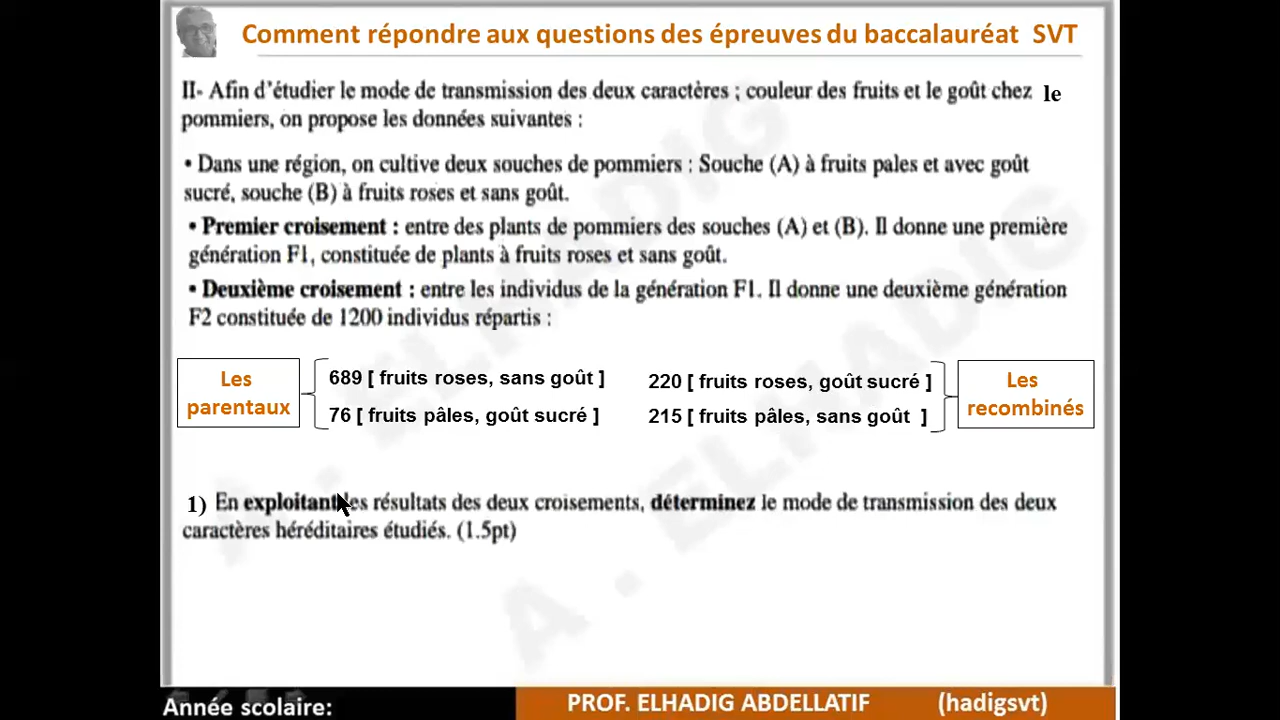 Comment répondre aux questions des épreuves du baccalauréat SVT
II- Afin d'étudier le mode de transmission des deux caractères ; couleur des fruits et le goût chez le
pommiers, on propose les données suivantes :
• Dans une région, on cultive deux souches de pommiers : Souche (A) à fruits pales et avec goût
sucré, souche (B) à fruits roses et sans goût.
• Premier croisement : entre des plants de pommiers des souches (A) et (B). Il donne une première
génération F1, constituée de plants à fruits roses et sans goût.
• Deuxième croisement : entre les individus de la génération F1. Il donne une deuxième génération
F2 constituée de 1200 individus répartis :
Les
parentaux
689 [ fruits roses, sans goût ]
76 [ fruits pâles, goût sucré ]
220 [ fruits roses, goût sucré ]
215 [ fruits pâles, sans goût ]
Les
recombinés
1) En exploitant les résultats des deux croisements, déterminez le mode de transmission des deux
caractères héréditaires étudiés. (1.5pt)
A . ELHADIG
A . ELHADIG
Année scolaire:
PROF. ELHADIG ABDELLATIF (hadigsvt)